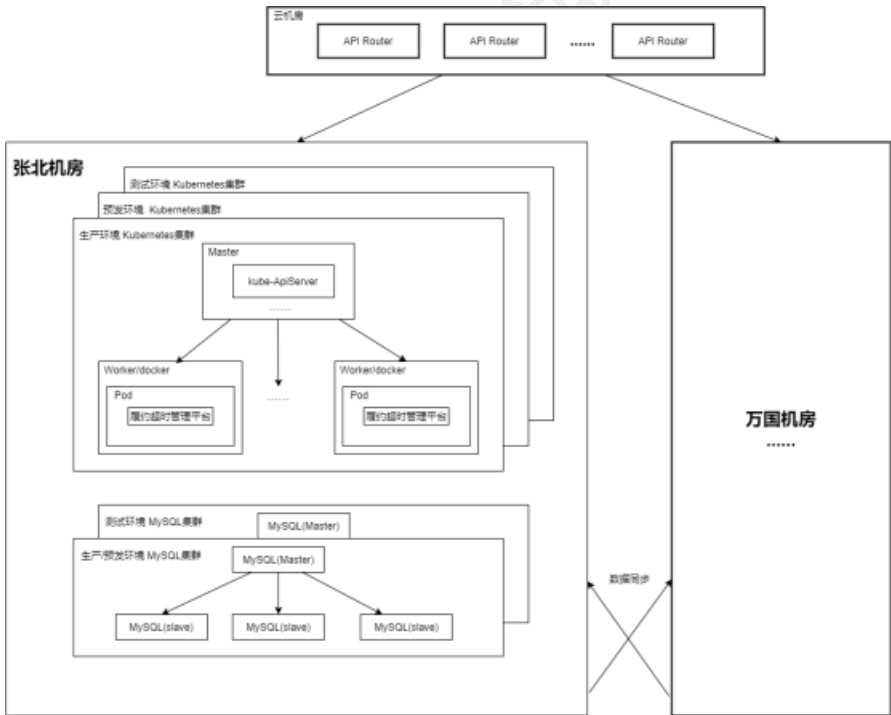 云机房
API Router
API Router
......
API Router
张北机房
测试环境 Kubernetes集群
预发环境 Kubernetes集群
生产环境 Kubernetes集群
Master
kube-ApiServer
......
Worker/docker
Pod
履约超时管理平台
......
Worker/docker
Pod
履约超时管理平台
万国机房
......
测试环境 MySQL集群
MySQL(Master)
生产/预发环境 MySQL集群
MySQL(Master)
MySQL(slave)
MySQL(slave)
MySQL(slave)
数据同步